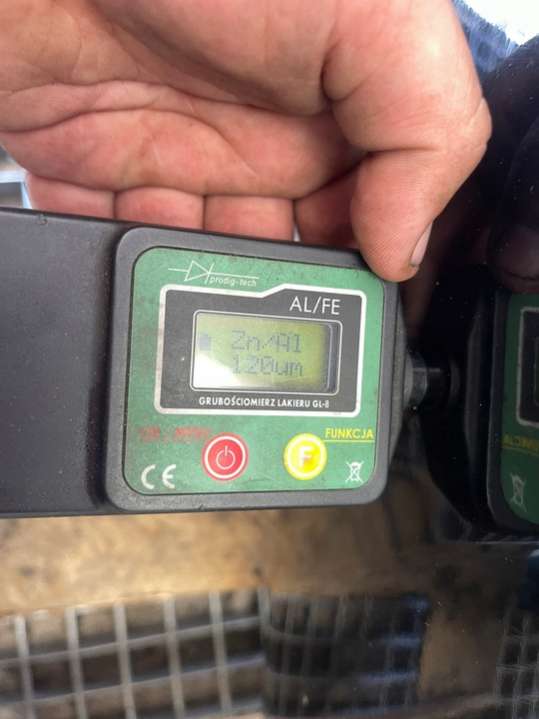 prodig-tech
AL/FE
Zn/Al
120um
GRUBOŚCIOMIERZ LAKIERU GL-8
FUNKCJA
F
CE